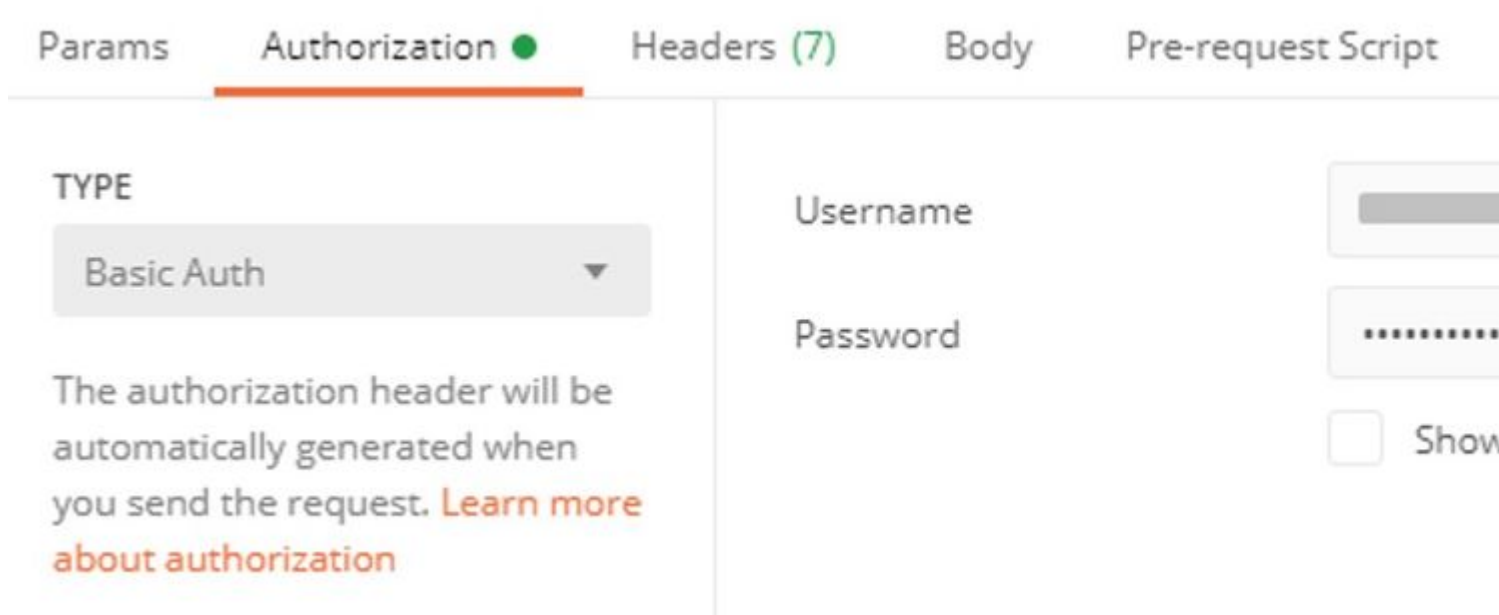 Params Authorization Headers (7) Body Pre-request Script
TYPE
Basic Auth
The authorization header will be
automatically generated when
you send the request. Learn more
about authorization
Username
Password
Show